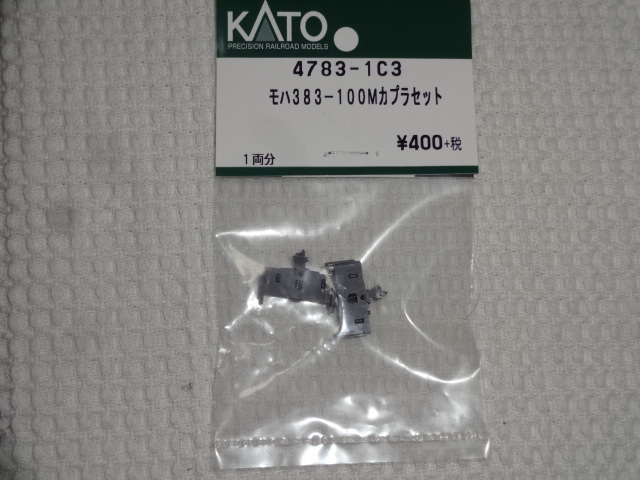 KATO
PRECISION RAILROAD MODELS
4783-1C3
モハ383-100Mカプラセット
¥400+税
1両分